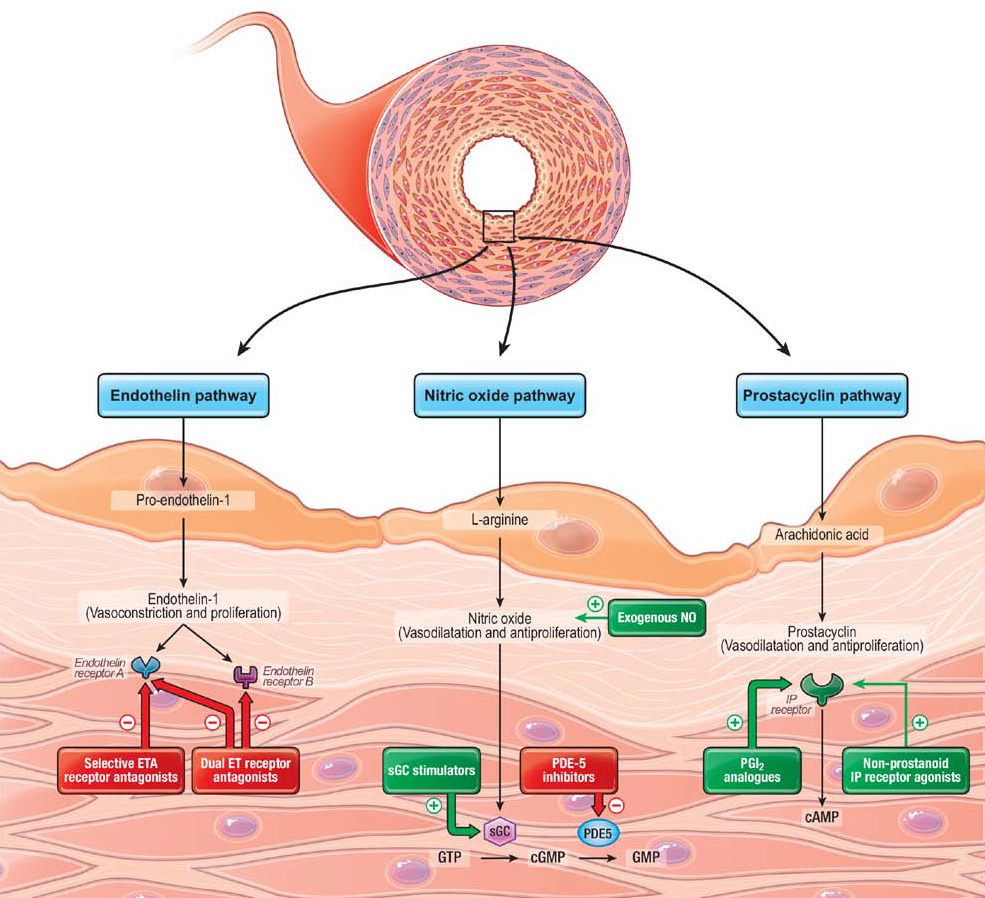 Endothelin pathway
Nitric oxide pathway
Prostacyclin pathway
Pro-endothelin-1
L-arginine
Arachidonic acid
Endothelin-1
(Vasoconstriction and proliferation)
Nitric oxide
(Vasodilatation and antiproliferation)
Exogenous NO
Prostacyclin
(Vasodilatation and antiproliferation)
Endothelin
receptor A
Endothelin
receptor B
IP
receptor
Selective ETA
receptor antagonists
Dual ET receptor
antagonists
sGC stimulators
PDE-5
inhibitors
PGI₂
analogues
Non-prostanoid
IP receptor agonists
sGC
PDE5
cAMP
GTP
cGMP
GMP